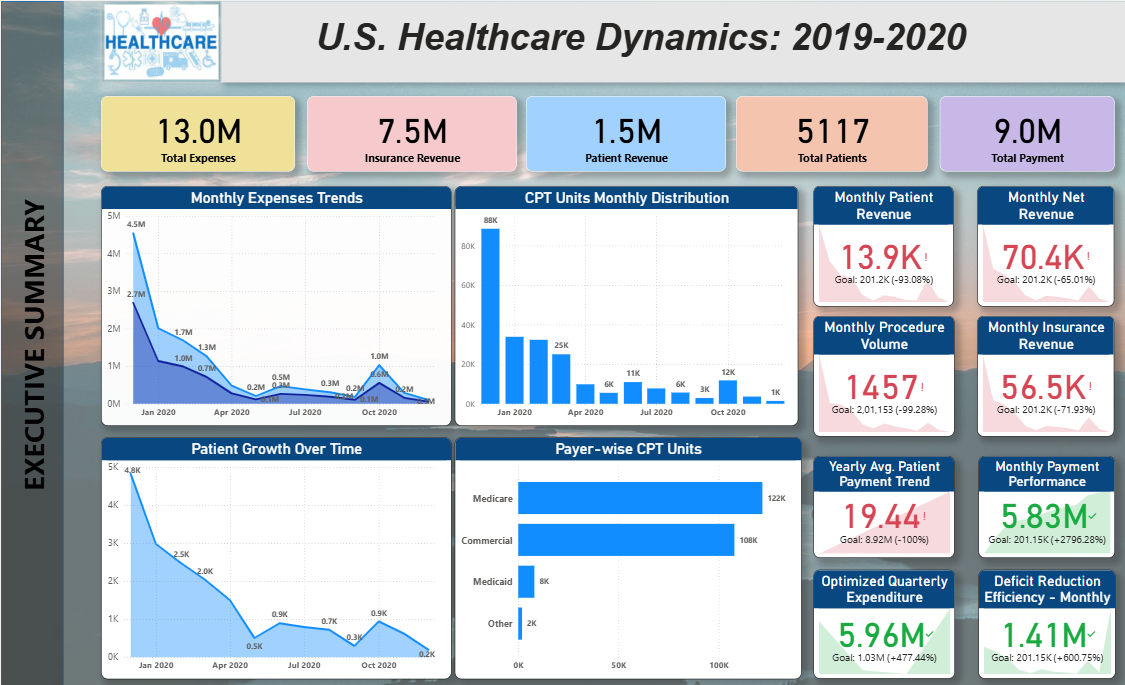 HEALTHCARE
U.S. Healthcare Dynamics: 2019-2020
EXECUTIVE SUMMARY
13.0M
Total Expenses
7.5M
Insurance Revenue
1.5M
Patient Revenue
5117
Total Patients
9.0M
Total Payment
Monthly Expenses Trends
5M
4M
3M
2M
1M
0M
4.5M
2.7M
1.7M
1.0M
1.3M
0.7M
0.2M
0.1M
0.5M
0.3M
0.3M
0.2M
0.2M
0.1M
1.0M
0.6M
0.2M
Jan 2020
Apr 2020
Jul 2020
Oct 2020
CPT Units Monthly Distribution
80K
60K
40K
20K
0K
88K
25K
6K
11K
6K
3K
12K
1K
Jan 2020
Apr 2020
Jul 2020
Oct 2020
Monthly Patient
Revenue
13.9K!
Goal: 201.2K (-93.08%)
Monthly Net
Revenue
70.4K!
Goal: 201.2K (-65.01%)
Monthly Procedure
Volume
1457!
Goal: 2,01,153 (-99.28%)
Monthly Insurance
Revenue
56.5K!
Goal: 201.2K (-71.93%)
Patient Growth Over Time
5K
4K
3K
2K
1K
0K
4.8K
2.5K
2.0K
0.5K
0.9K
0.7K
0.3K
0.9K
0.2K
Jan 2020
Apr 2020
Jul 2020
Oct 2020
Payer-wise CPT Units
Medicare
122K
Commercial
108K
Medicaid
8K
Other
2K
0K
50K
100K
Yearly Avg. Patient
Payment Trend
19.44!
Goal: 8.92M (-100%)
Monthly Payment
Performance
5.83M✓
Goal: 201.15K (+2796.28%)
Optimized Quarterly
Expenditure
5.96M✓
Goal: 1.03M (+477.44%)
Deficit Reduction
Efficiency - Monthly
1.41M✓
Goal: 201.15K (+600.75%)